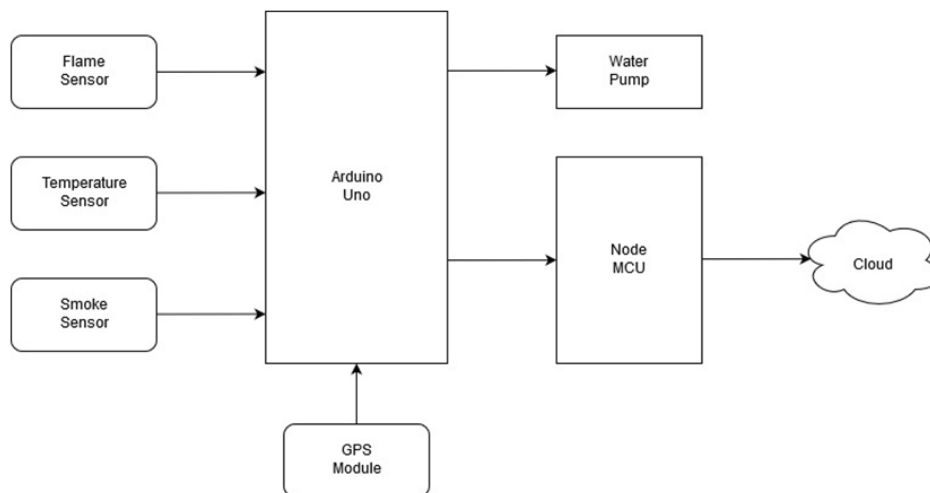 Flame
Sensor
Temperature
Sensor
Smoke
Sensor
Arduino
Uno
GPS
Module
Water
Pump
Node
MCU
Cloud